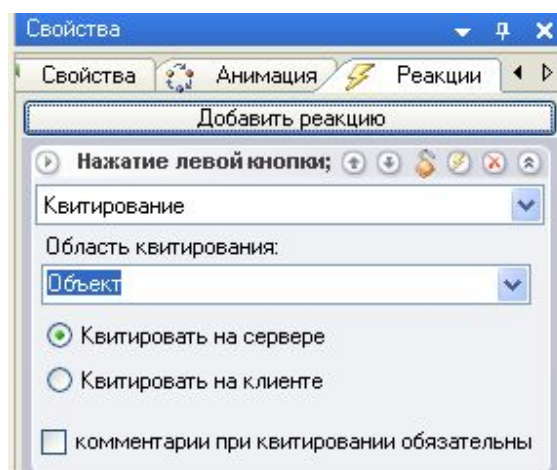 Свойства
Свойства Анимация Реакции
Добавить реакцию
Нажатие левой кнопки;
Квитирование
Область квитирования:
Объект
Квитировать на сервере
Квитировать на клиенте
комментарии при квитировании обязательны